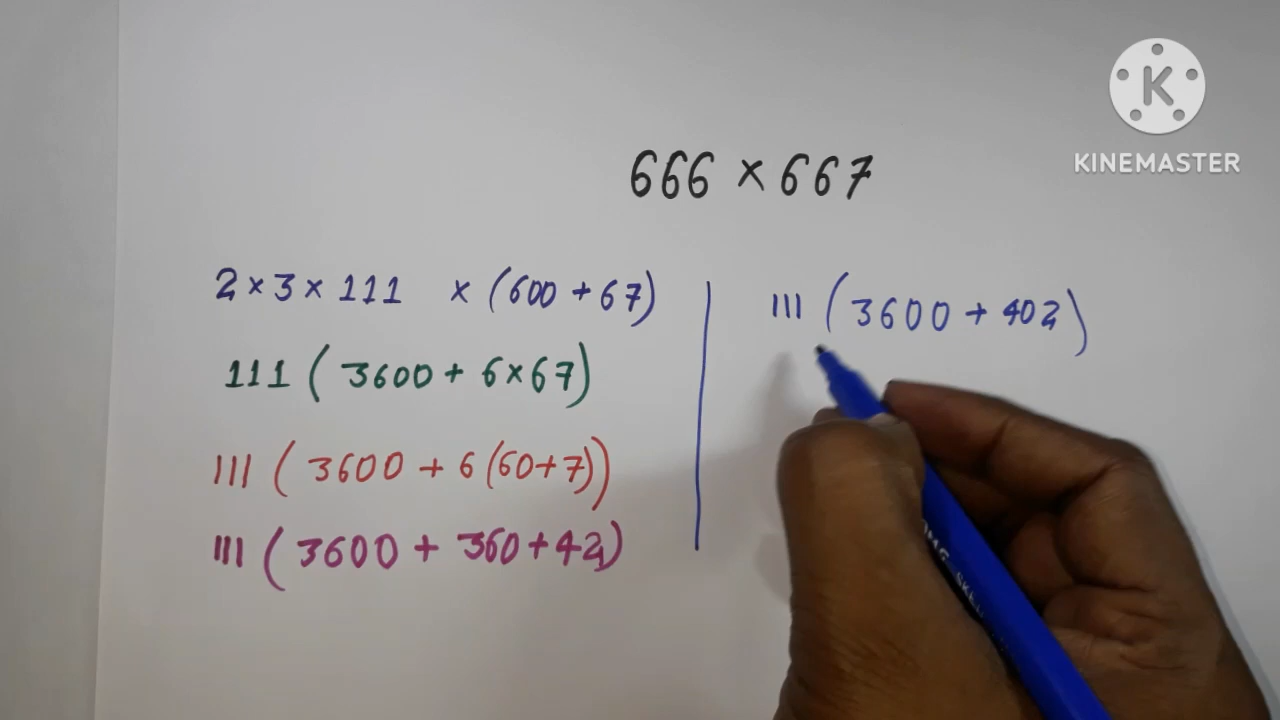 K
KINEMASTER
666 × 667
2 × 3 × 111 × (600 + 67)
111 ( 3600 + 6 × 67)
111 ( 3600 + 6 (60+7))
111 ( 3600 + 360 + 42)
111 ( 3600 + 402 )